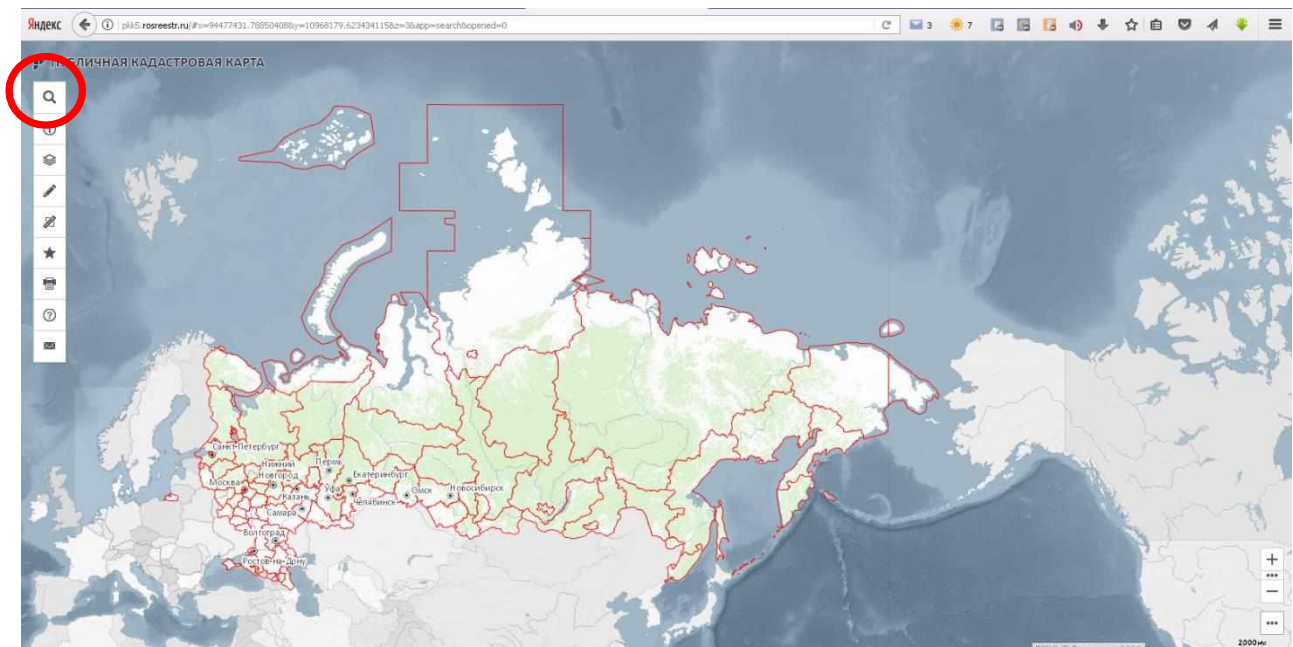 Яндекс
pkk5.rosreestr.ru/#x=94477431.78850408&y=10968179.623434115&z=3&app=search&opened=0
3
7
ПУБЛИЧНАЯ КАДАСТРОВАЯ КАРТА
Санкт-Петербург
Нижний
Новгород
Пермь
Екатеринбург
Москва
Казань
Уфа
Челябинск
Омск
Новосибирск
Самара
Волгоград
Ростов-на-Дону
2000 км